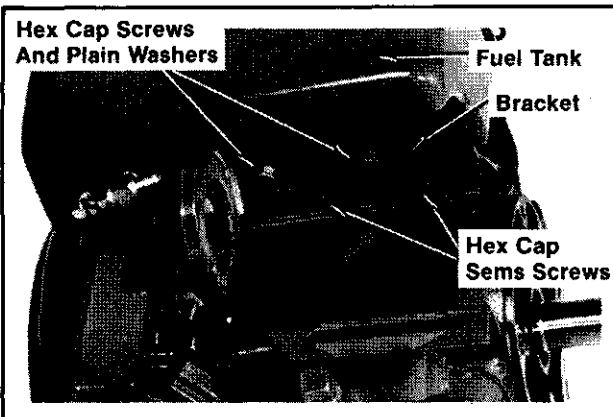 Hex Cap Screws
And Plain Washers
Fuel Tank
Bracket
Hex Cap
Sems Screws